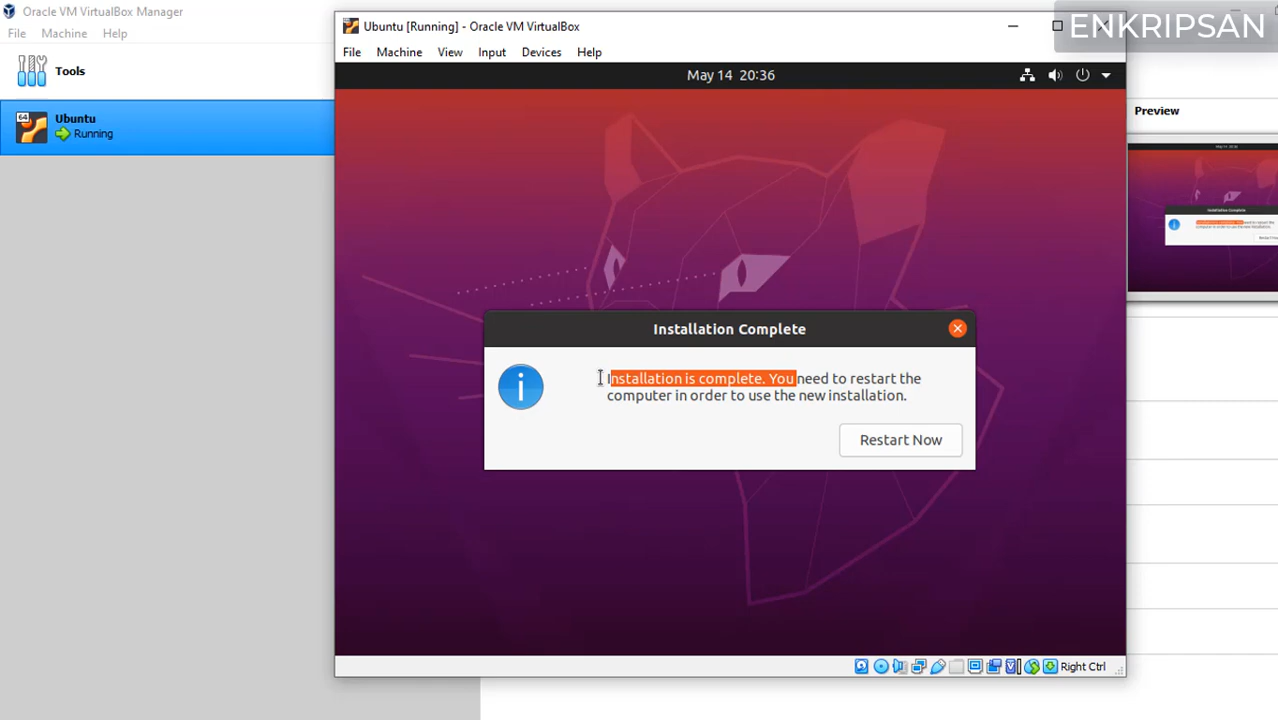 Oracle VM VirtualBox Manager
File Machine Help
Tools
64
Ubuntu
Running
Ubuntu [Running] - Oracle VM VirtualBox
ENKRIPSAN
File Machine View Input Devices Help
May 14 20:36
Preview
Installation Complete
Installation is complete. You need to restart the
computer in order to use the new installation.
Restart Now
Right Ctrl